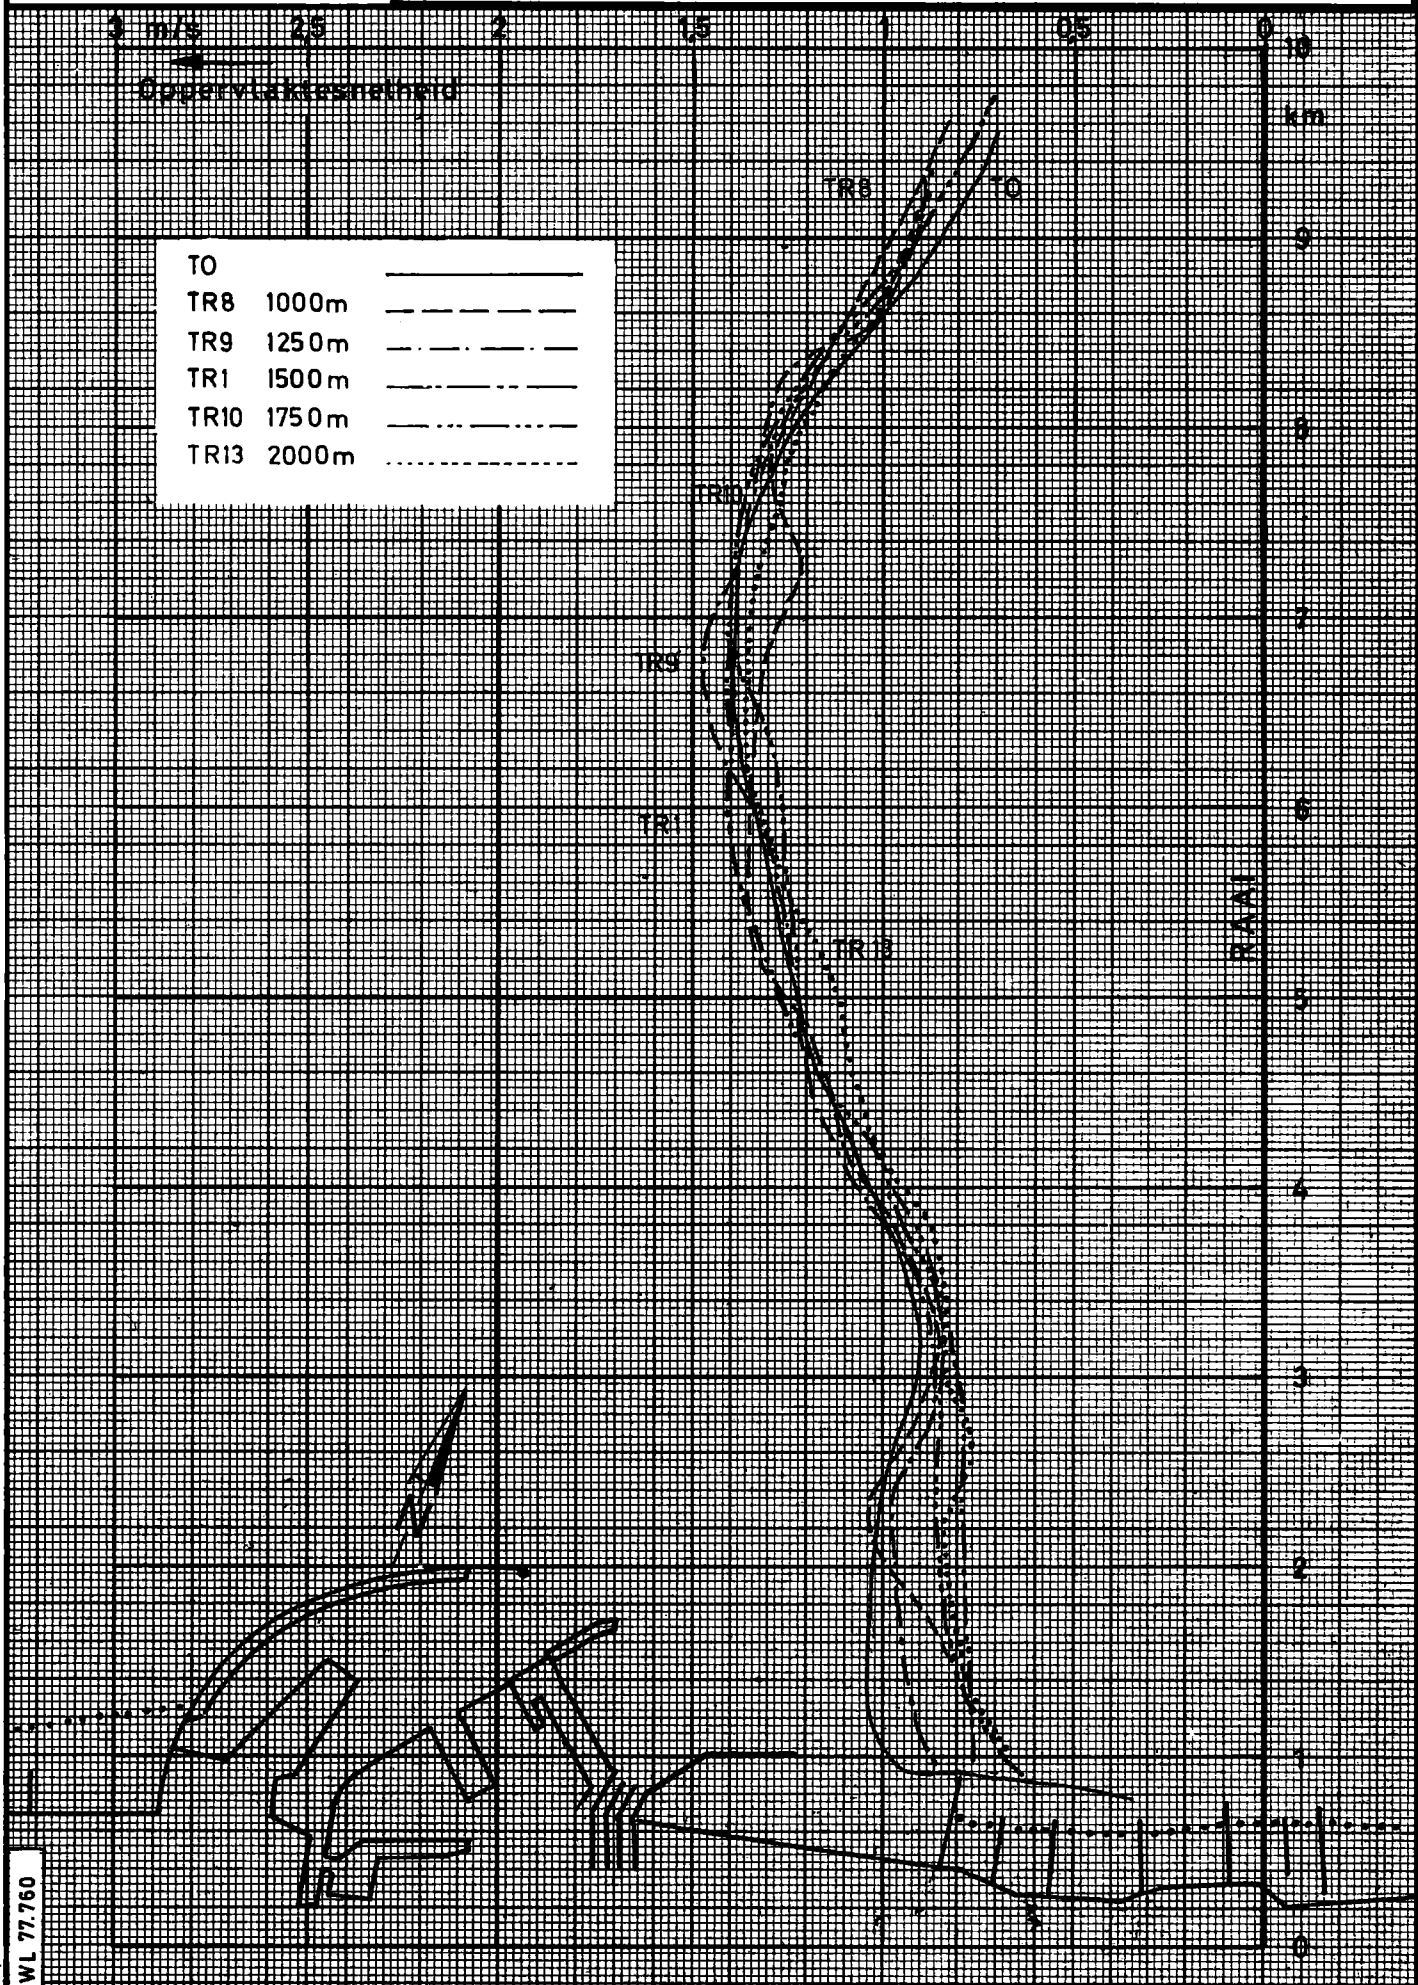 3 m/s 2,5 2 1,5 1 0,5 0
10
Oppervlaktesnelheid
km
TR8 TO
9
TO
TR8 1000m
TR9 1250m
TR1 1500m
TR10 1750m
TR13 2000m
8
TR10
7
TR9
6
TR1
RAAI
TR13
5
4
3
N
2
1
WL 77.760
0